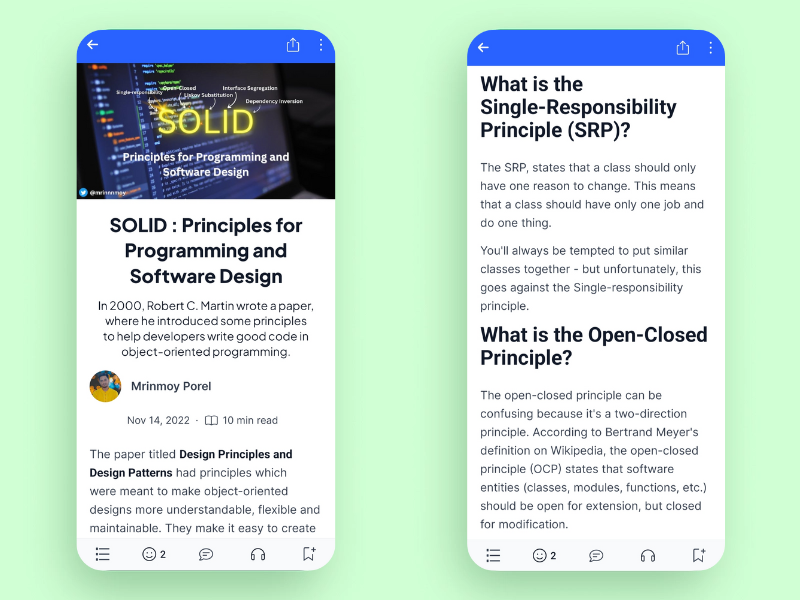 Single-responsibility
Open-Closed
Liskov Substitution
Interface Segregation
Dependency Inversion
SOLID
Principles for Programming and
Software Design
@mrinnmoy
SOLID : Principles for
Programming and
Software Design
In 2000, Robert C. Martin wrote a paper,
where he introduced some principles
to help developers write good code in
object-oriented programming.
Mrinmoy Porel
Nov 14, 2022 · 10 min read
The paper titled Design Principles and
Design Patterns had principles which
were meant to make object-oriented
designs more understandable, flexible and
maintainable. They make it easy to create
2
What is the
Single-Responsibility
Principle (SRP)?
The SRP, states that a class should only
have one reason to change. This means
that a class should have only one job and
do one thing.
You'll always be tempted to put similar
classes together - but unfortunately, this
goes against the Single-responsibility
principle.
What is the Open-Closed
Principle?
The open-closed principle can be
confusing because it's a two-direction
principle. According to Bertrand Meyer's
definition on Wikipedia, the open-closed
principle (OCP) states that software
entities (classes, modules, functions, etc.)
should be open for extension, but closed
for modification.
2